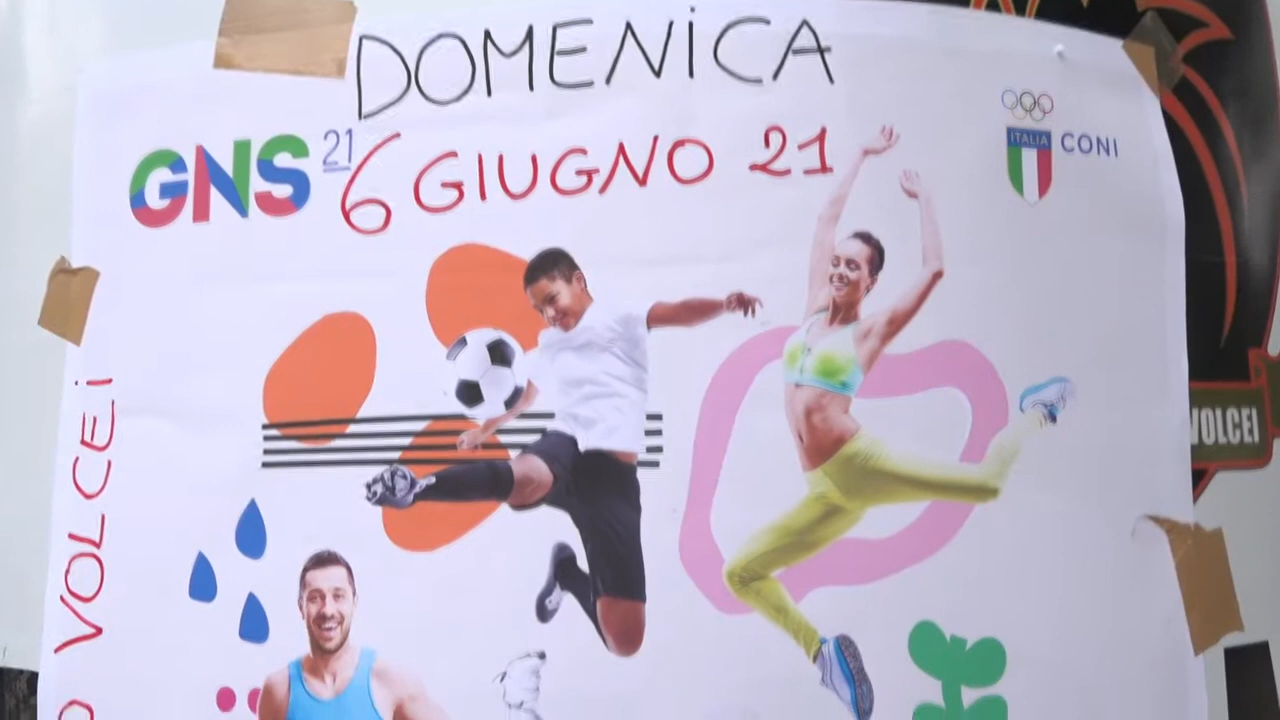 DOMENICA
GNS 21
6 GIUGNO 21
ITALIA
CONI
VOLCEI
VOLCEI